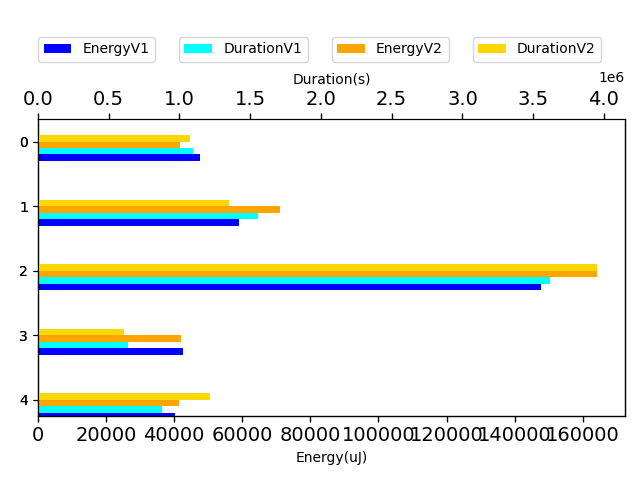 EnergyV1 DurationV1 EnergyV2 DurationV2
Duration(s) 1e6
0.0 0.5 1.0 1.5 2.0 2.5 3.0 3.5 4.0
0
1
2
3
4
0 20000 40000 60000 80000 100000 120000 140000 160000
Energy(uJ)